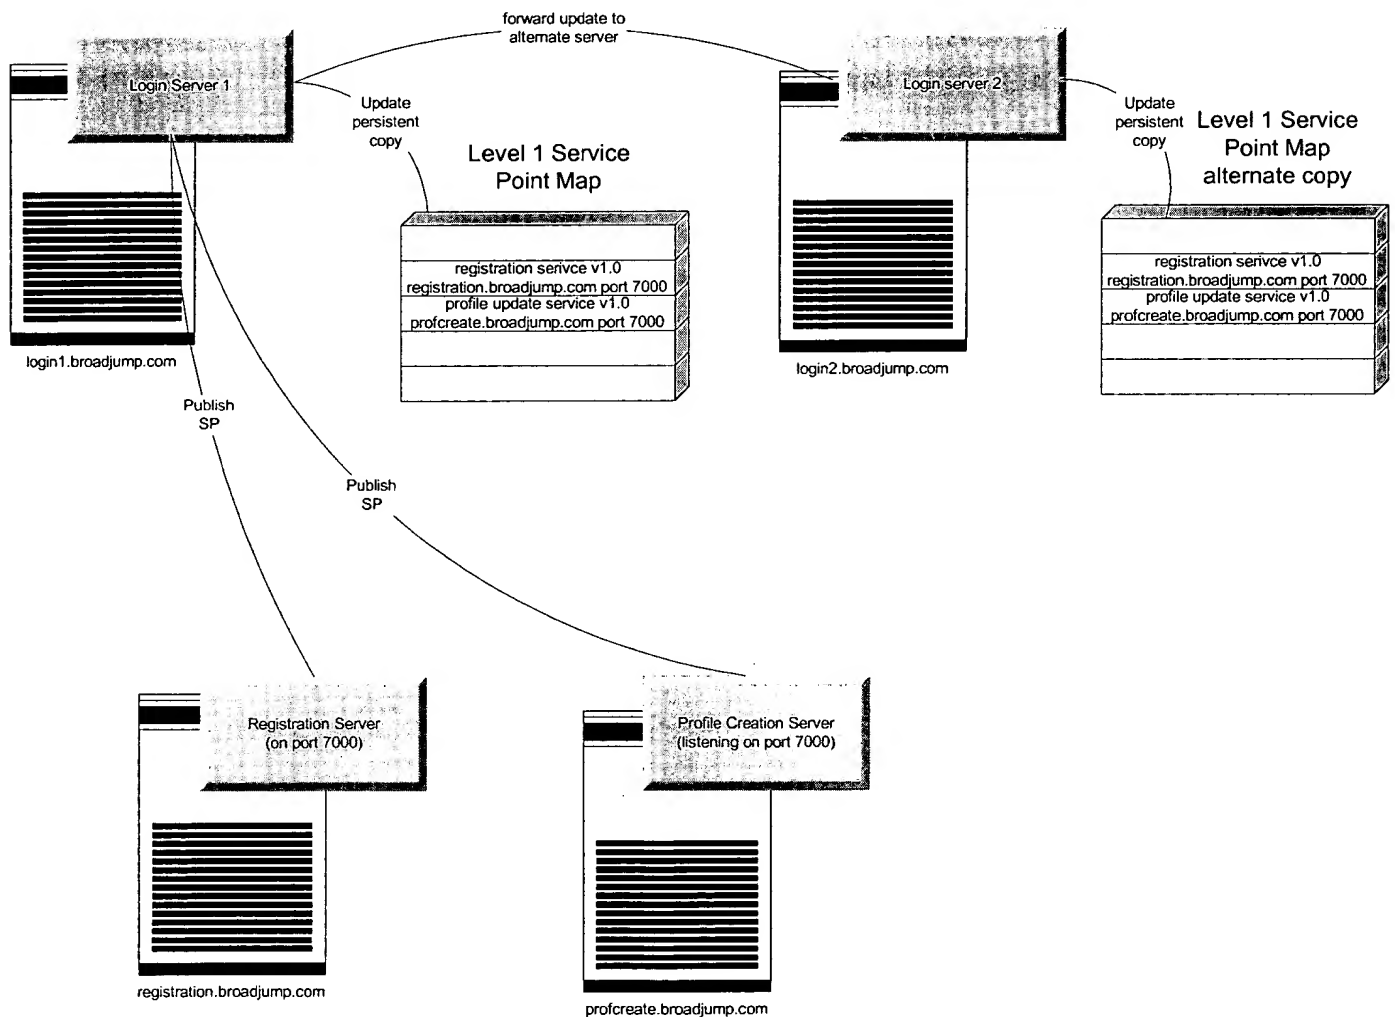 forward update to
alternate server
Login Server 1
Login server 2
Update
persistent
copy
Level 1 Service
Point Map
Update
persistent
copy
Level 1 Service
Point Map
alternate copy
registration serivce v1.0
registration.broadjump.com port 7000
profile update service v1.0
profcreate.broadjump.com port 7000
registration serivce v1.0
registration.broadjump.com port 7000
profile update service v1.0
profcreate.broadjump.com port 7000
login1.broadjump.com
login2.broadjump.com
Publish
SP
Publish
SP
Registration Server
(on port 7000)
Profile Creation Server
(listening on port 7000)
registration.broadjump.com
profcreate.broadjump.com